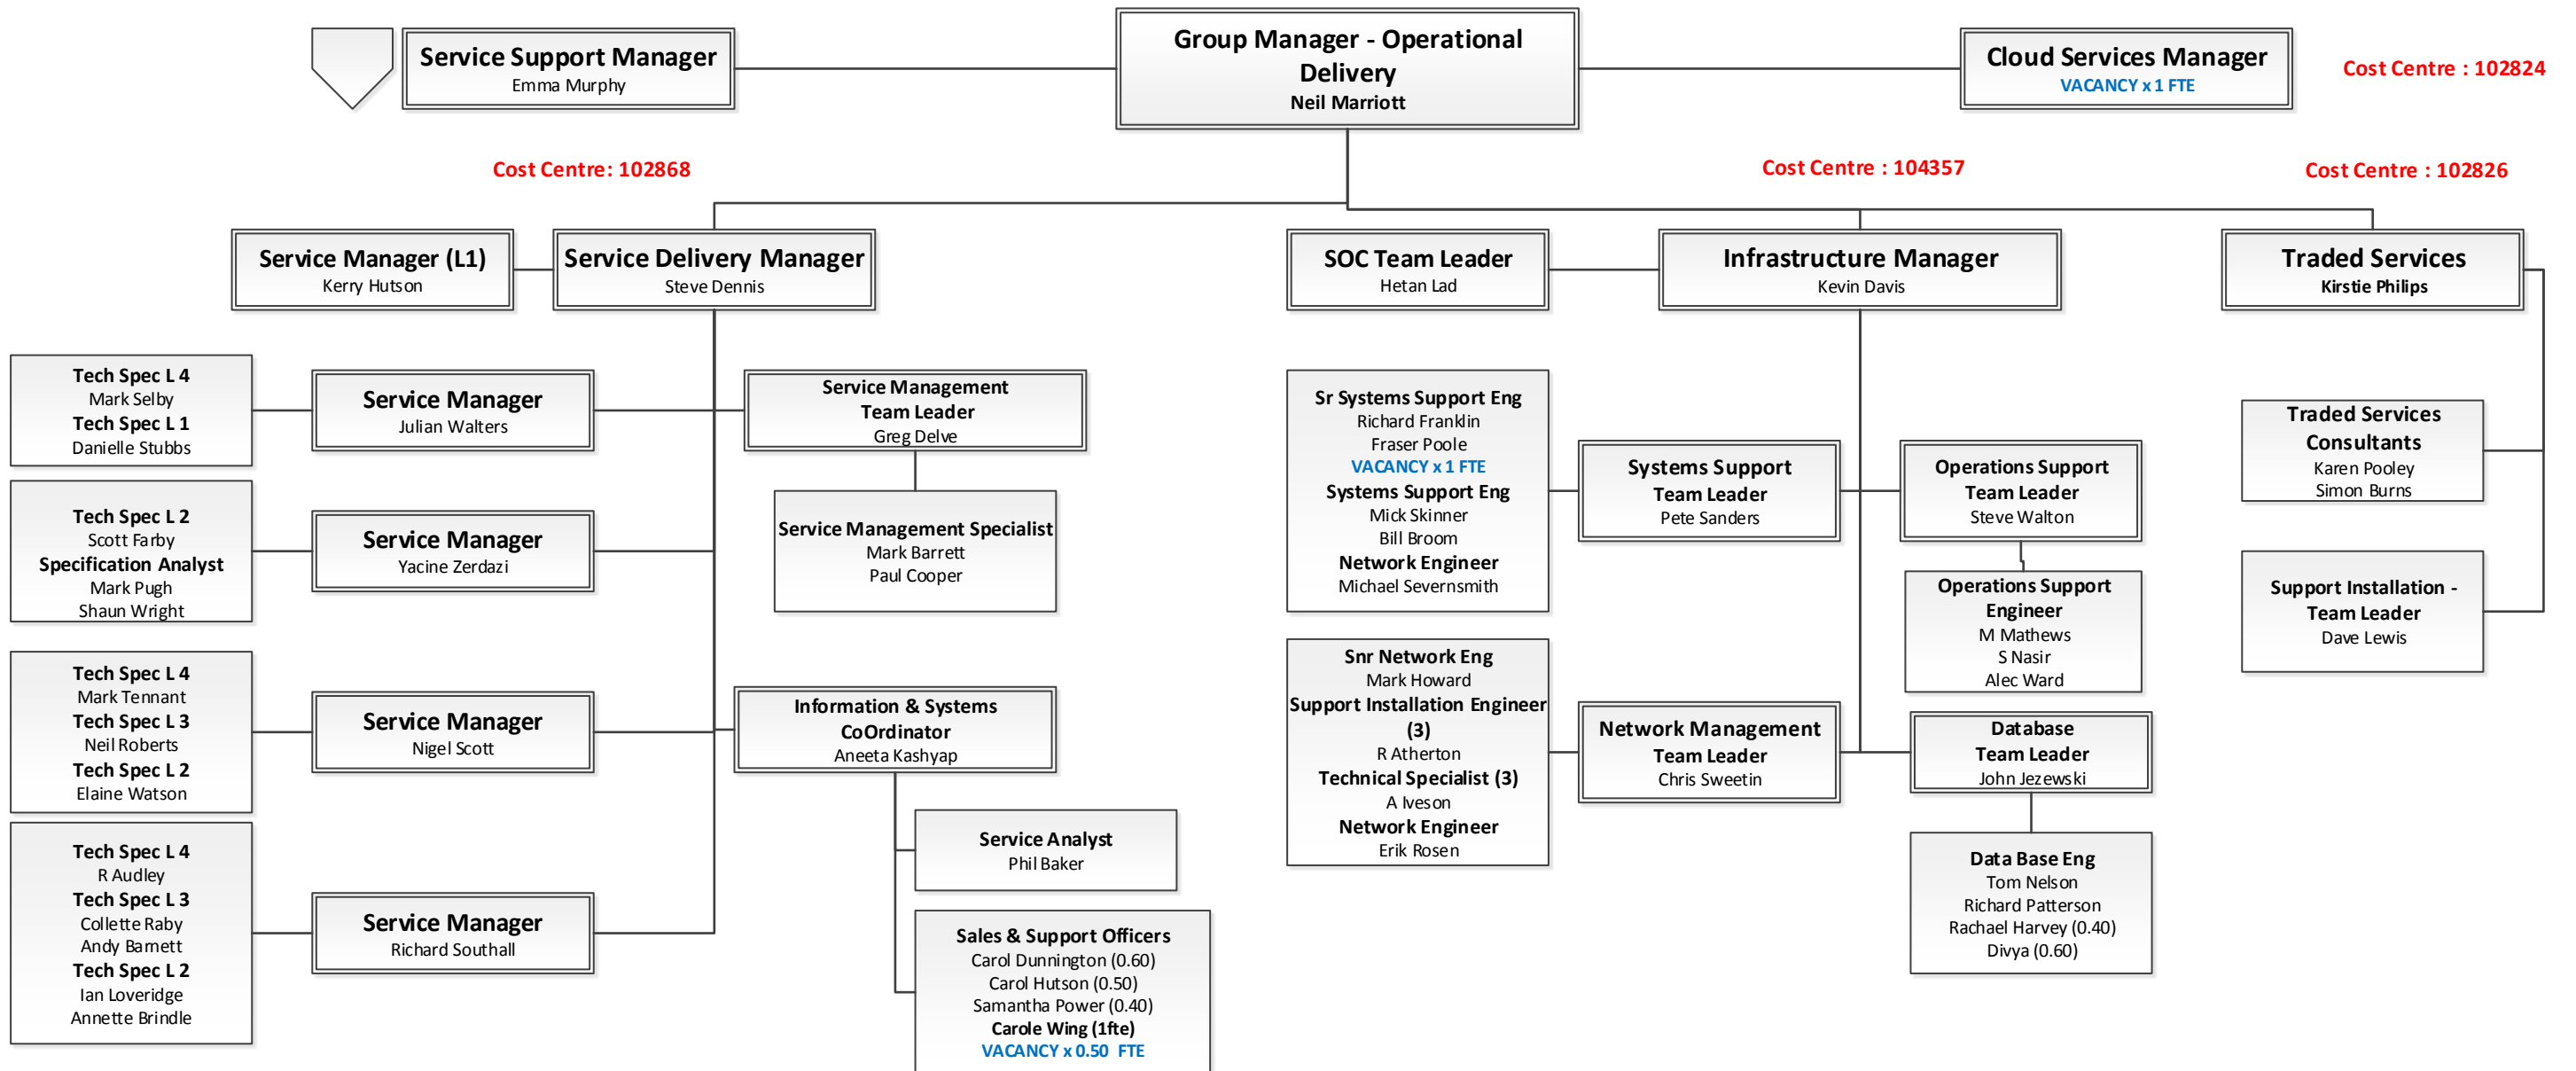 Service Support Manager
Emma Murphy
Group Manager - Operational
Delivery
Neil Marriott
Cloud Services Manager
VACANCY x 1 FTE
Cost Centre : 102824
Cost Centre: 102868
Cost Centre : 104357
Cost Centre : 102826
Service Manager (L1)
Kerry Hutson
Service Delivery Manager
Steve Dennis
SOC Team Leader
Hetan Lad
Infrastructure Manager
Kevin Davis
Traded Services
Kirstie Philips
Tech Spec L 4
Mark Selby
Tech Spec L 1
Danielle Stubbs
Service Manager
Julian Walters
Service Management
Team Leader
Greg Delve
Tech Spec L 2
Scott Farby
Specification Analyst
Mark Pugh
Shaun Wright
Service Manager
Yacine Zerdazi
Service Management Specialist
Mark Barrett
Paul Cooper
Tech Spec L 4
Mark Tennant
Tech Spec L 3
Neil Roberts
Tech Spec L 2
Elaine Watson
Service Manager
Nigel Scott
Information & Systems
CoOrdinator
Aneeta Kashyap
Service Analyst
Phil Baker
Tech Spec L 4
R Audley
Tech Spec L 3
Collette Raby
Andy Barnett
Tech Spec L 2
Ian Loveridge
Annette Brindle
Service Manager
Richard Southall
Sales & Support Officers
Carol Dunnington (0.60)
Carol Hutson (0.50)
Samantha Power (0.40)
Carole Wing (1fte)
VACANCY x 0.50 FTE
Sr Systems Support Eng
Richard Franklin
Fraser Poole
VACANCY x 1 FTE
Systems Support Eng
Mick Skinner
Bill Broom
Network Engineer
Michael Severnsmith
Systems Support
Team Leader
Pete Sanders
Operations Support
Team Leader
Steve Walton
Operations Support
Engineer
M Mathews
S Nasir
Alec Ward
Snr Network Eng
Mark Howard
Support Installation Engineer
(3)
R Atherton
Technical Specialist (3)
A Iveson
Network Engineer
Erik Rosen
Network Management
Team Leader
Chris Sweetin
Database
Team Leader
John Jezewski
Data Base Eng
Tom Nelson
Richard Patterson
Rachael Harvey (0.40)
Divya (0.60)
Traded Services
Consultants
Karen Pooley
Simon Burns
Support Installation -
Team Leader
Dave Lewis